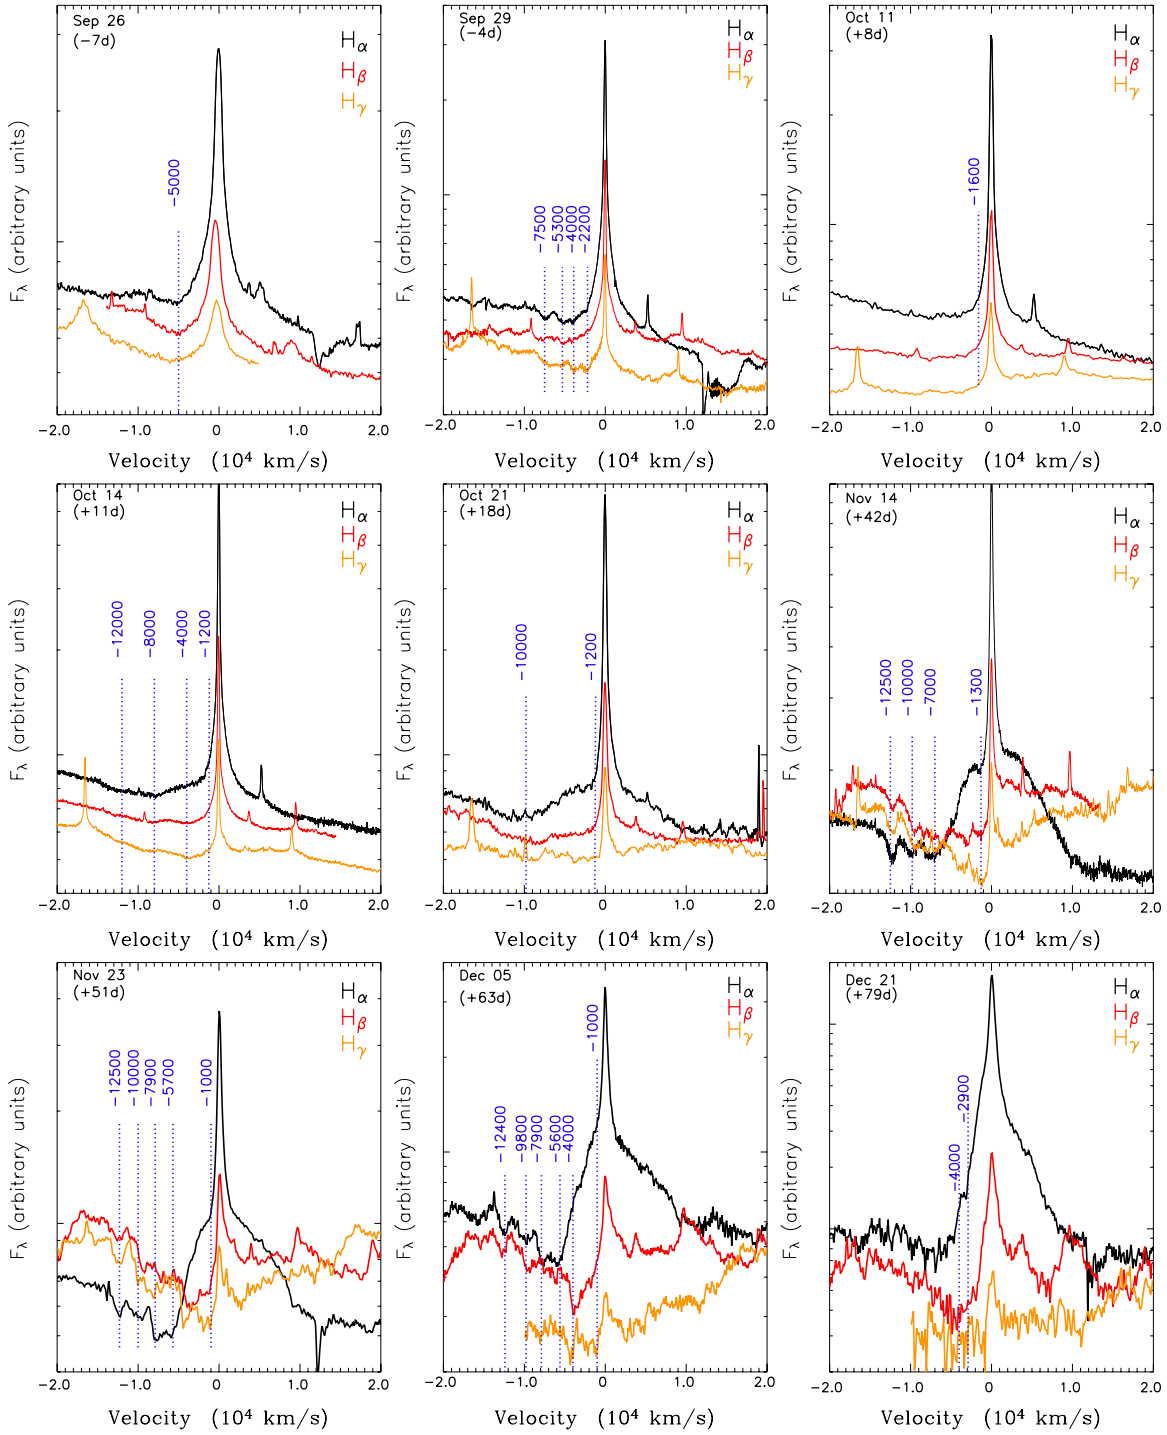 Sep 26
(−7d)
Hα
Hβ
Hγ
−5000
Fλ (arbitrary units)
−2.0 −1.0 0 1.0 2.0
Velocity (10⁴ km/s)
Sep 29
(−4d)
Hα
Hβ
Hγ
−7500
−5300
−4000
−2200
Fλ (arbitrary units)
−2.0 −1.0 0 1.0 2.0
Velocity (10⁴ km/s)
Oct 11
(+8d)
Hα
Hβ
Hγ
−1600
Fλ (arbitrary units)
−2.0 −1.0 0 1.0 2.0
Velocity (10⁴ km/s)
Oct 14
(+11d)
Hα
Hβ
Hγ
−12000
−8000
−4000
−1200
Fλ (arbitrary units)
−2.0 −1.0 0 1.0 2.0
Velocity (10⁴ km/s)
Oct 21
(+18d)
Hα
Hβ
Hγ
−10000
−1200
Fλ (arbitrary units)
−2.0 −1.0 0 1.0 2.0
Velocity (10⁴ km/s)
Nov 14
(+42d)
Hα
Hβ
Hγ
−12500
−10000
−7000
−1300
Fλ (arbitrary units)
−2.0 −1.0 0 1.0 2.0
Velocity (10⁴ km/s)
Nov 23
(+51d)
Hα
Hβ
Hγ
−12500
−10000
−7900
−5700
−1000
Fλ (arbitrary units)
−2.0 −1.0 0 1.0 2.0
Velocity (10⁴ km/s)
Dec 05
(+63d)
Hα
Hβ
Hγ
−12400
−9800
−7900
−5600
−4000
−1000
Fλ (arbitrary units)
−2.0 −1.0 0 1.0 2.0
Velocity (10⁴ km/s)
Dec 21
(+79d)
Hα
Hβ
Hγ
−4000
−2900
Fλ (arbitrary units)
−2.0 −1.0 0 1.0 2.0
Velocity (10⁴ km/s)